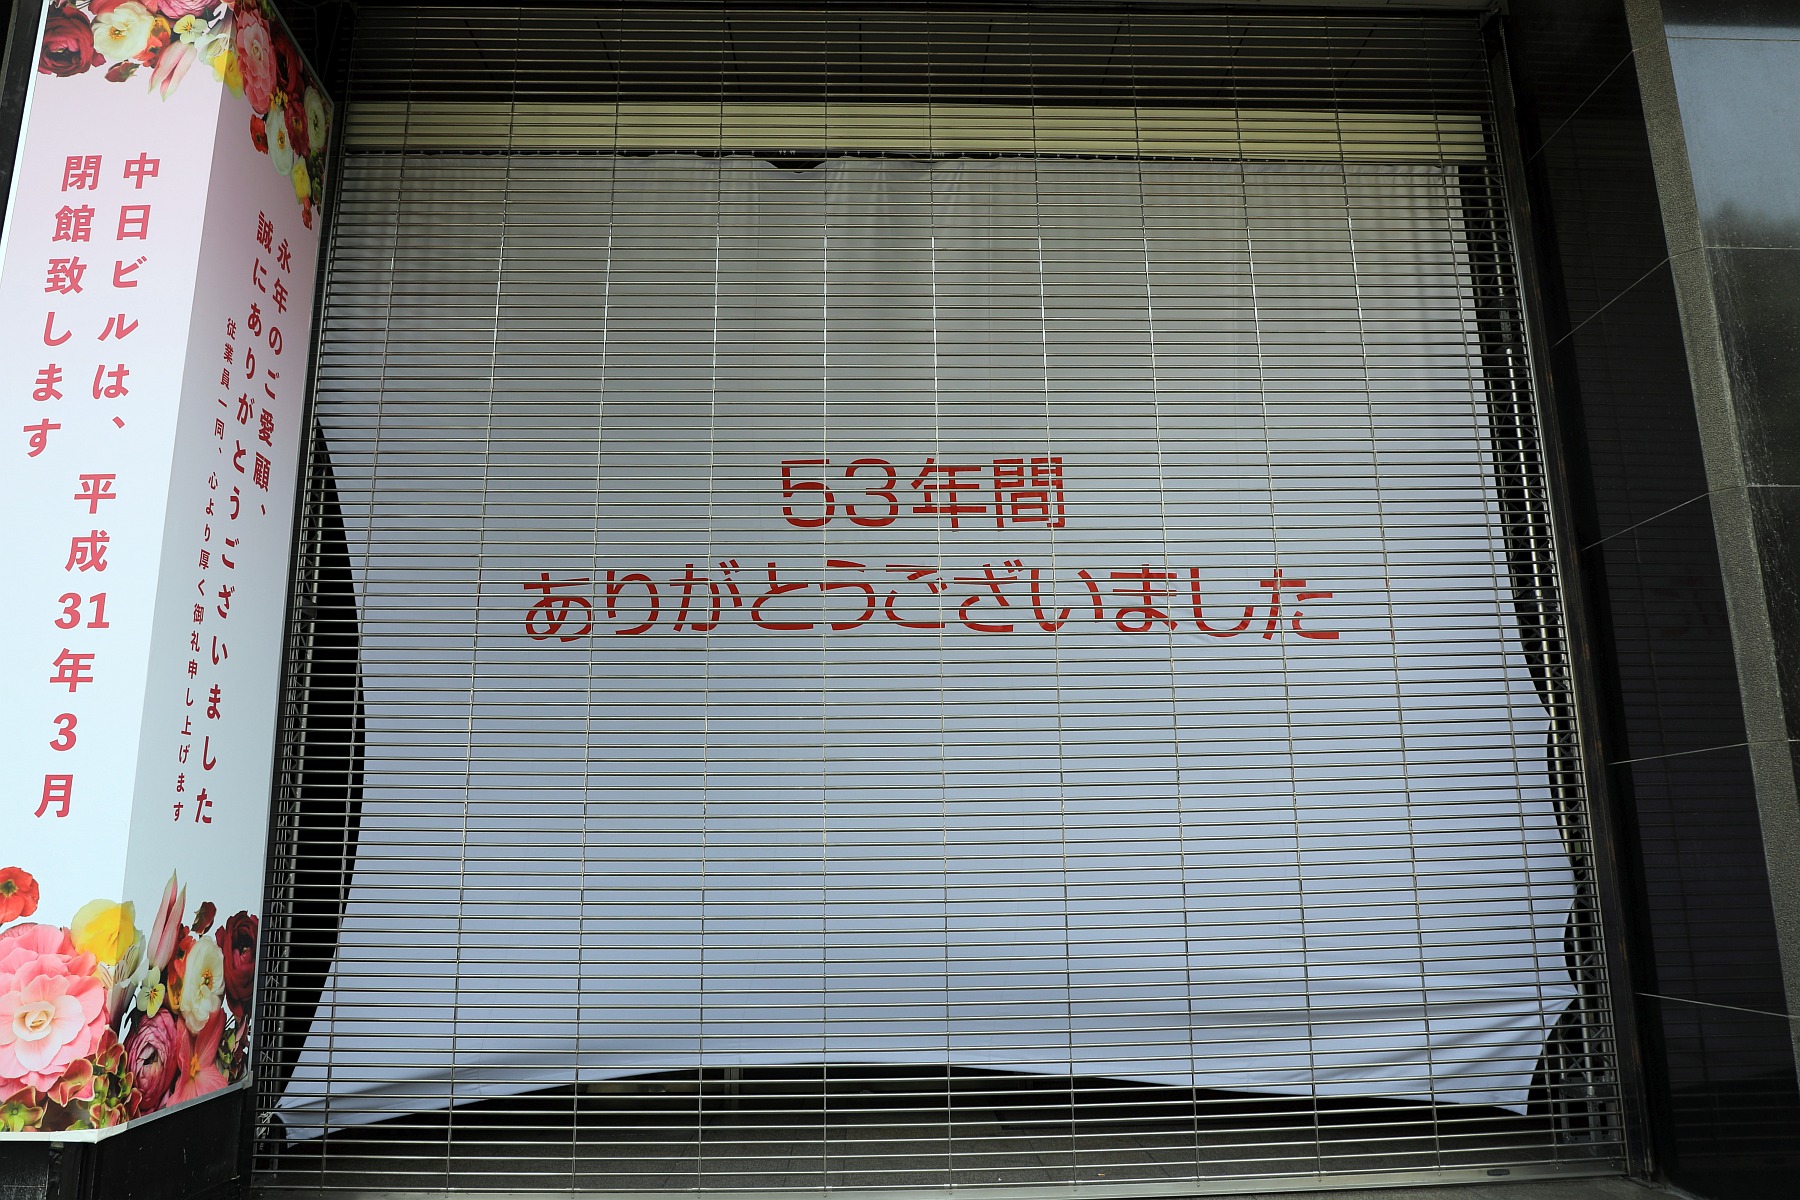 中日ビルは、平成31年3月
閉館致します
永年のご愛顧、
誠にありがとうございました
従業員一同、心より厚く御礼申し上げます
53年間
ありがとうございました